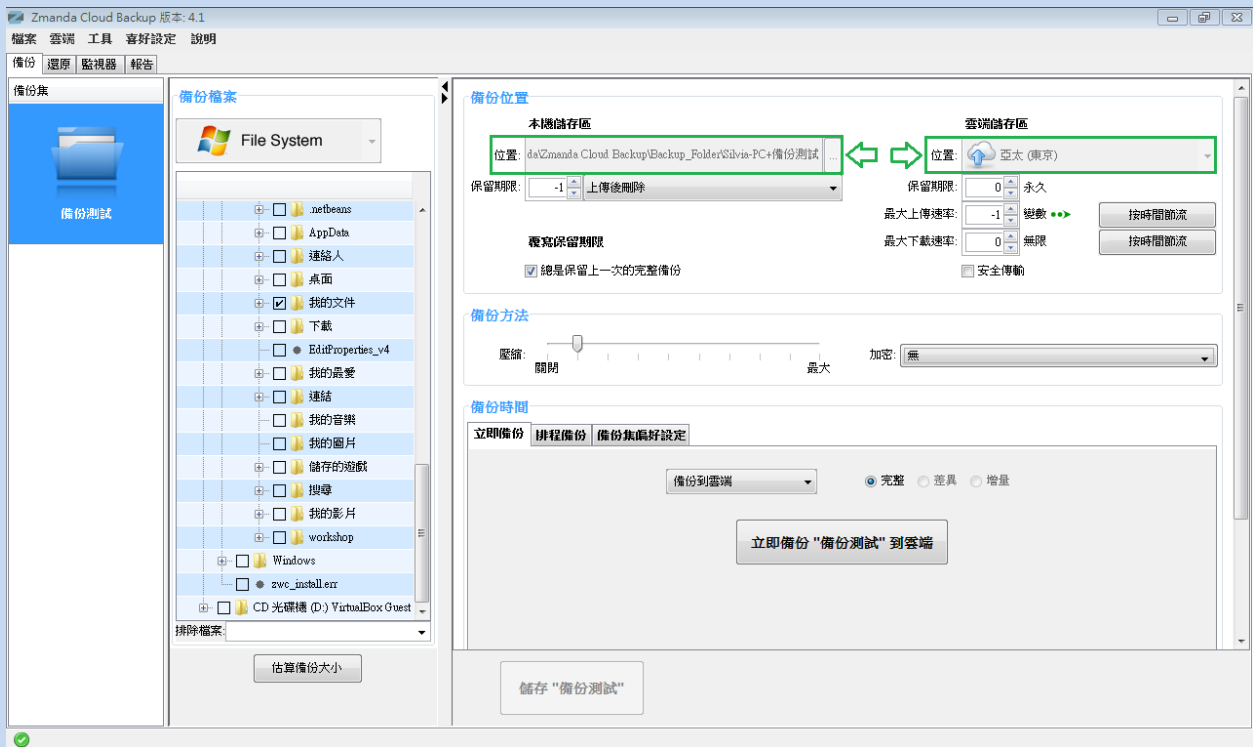 Zmanda Cloud Backup 版本: 4.1
檔案 雲端 工具 喜好設定 說明
備份 還原 監視器 報告
備份集
備份測試
備份檔案
File System
.netbeans
AppData
連絡人
桌面
我的文件
下載
EditProperties_v4
我的最愛
連結
我的音樂
我的圖片
儲存的遊戲
搜尋
我的影片
workshop
Windows
zwc_install.err
CD 光碟機 (D:) VirtualBox Guest
排除檔案:
估算備份大小
備份位置
本機儲存區
位置: da\Zmanda Cloud Backup\Backup_Folder\Silvia-PC+備份測試 ...
保留期限: -1 上傳後刪除
覆寫保留期限
總是保留上一次的完整備份
雲端儲存區
位置: 亞太 (東京)
保留期限: 0 永久
最大上傳速率: -1 變數 按時間節流
最大下載速率: 0 無限 按時間節流
安全傳輸
備份方法
壓縮:
關閉 最大
加密: 無
備份時間
立即備份 排程備份 備份集偏好設定
備份到雲端 完整 差異 增量
立即備份 "備份測試" 到雲端
儲存 "備份測試"